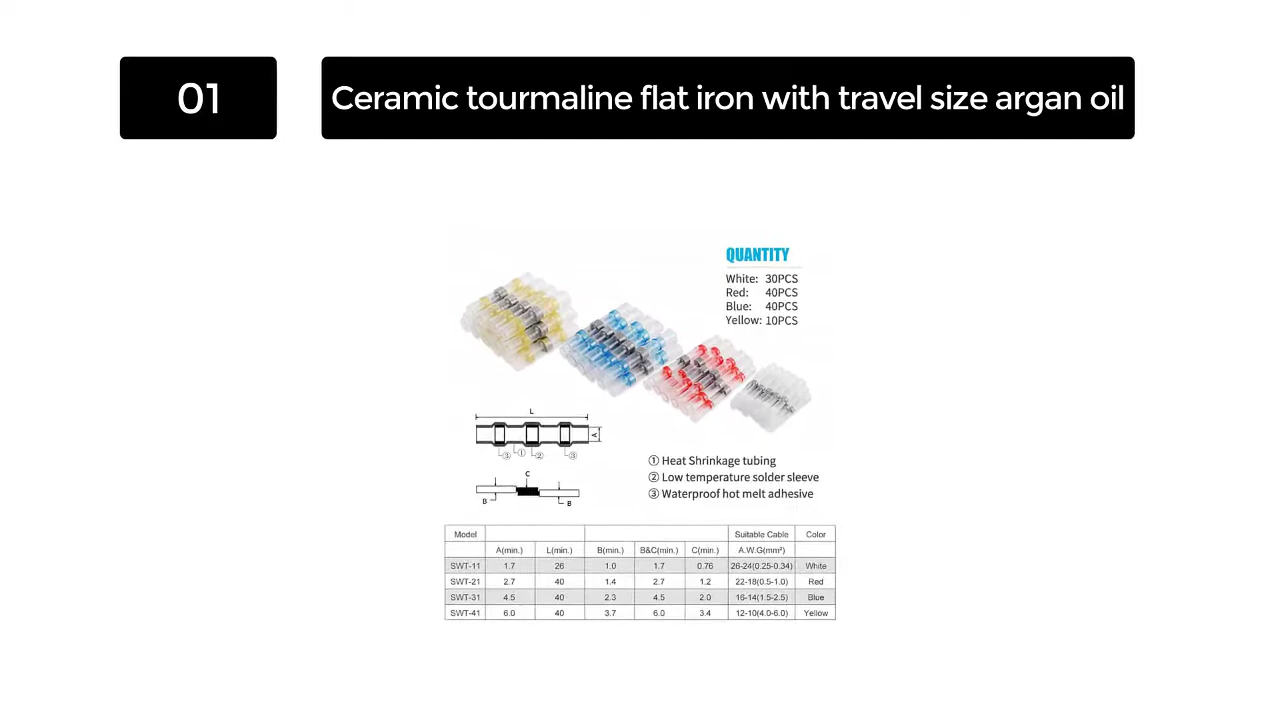 01
Ceramic tourmaline flat iron with travel size argan oil
QUANTITY
White: 30PCS
Red: 40PCS
Blue: 40PCS
Yellow: 10PCS
L
A
③ ① ② ③
C
B B
① Heat Shrinkage tubing
② Low temperature solder sleeve
③ Waterproof hot melt adhesive
Model Suitable Cable Color
A(min.) L(min.) B(min.) B&C(min.) C(min.) A.W.G(mm²)
SWT-11 1.7 26 1.0 1.7 0.76 26-24(0.25-0.34) White
SWT-21 2.7 40 1.4 2.7 1.2 22-18(0.5-1.0) Red
SWT-31 4.5 40 2.3 4.5 2.0 16-14(1.5-2.5) Blue
SWT-41 6.0 40 3.7 6.0 3.4 12-10(4.0-6.0) Yellow